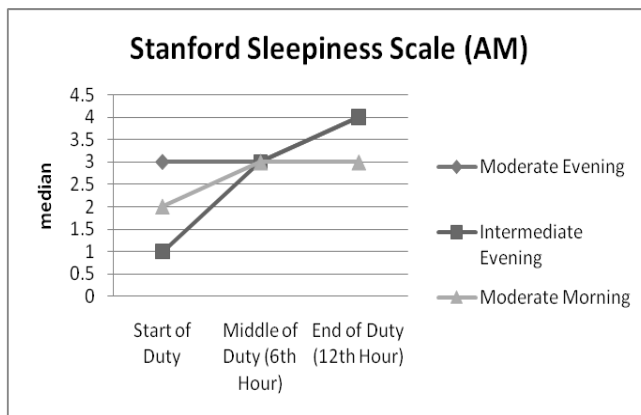 Stanford Sleepiness Scale (AM)
4.5
4
3.5
3
2.5
2
1.5
1
0.5
0
median
Start of
Duty
Middle of
Duty (6th
Hour)
End of Duty
(12th Hour)
Moderate Evening
Intermediate
Evening
Moderate Morning